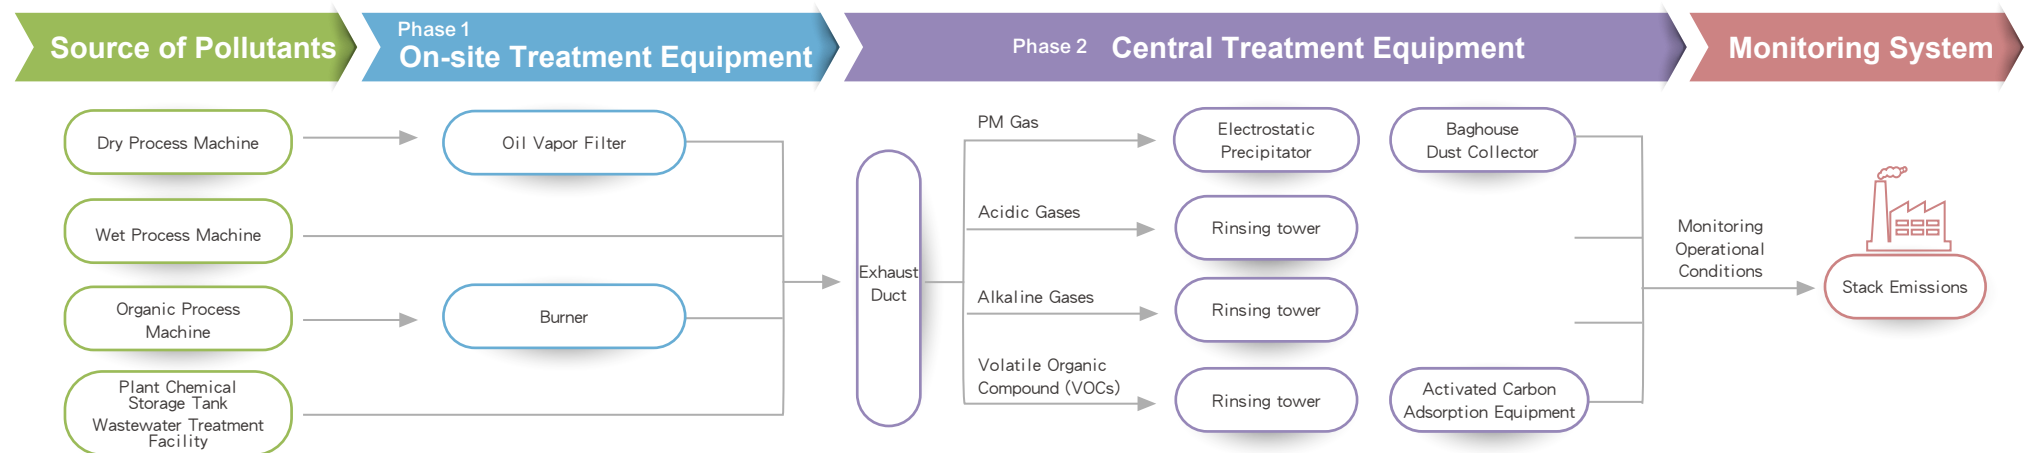 Source of Pollutants
Phase 1
On-site Treatment Equipment
Phase 2 Central Treatment Equipment
Monitoring System
Dry Process Machine
Wet Process Machine
Organic Process
Machine
Plant Chemical
Storage Tank
Wastewater Treatment
Facility
Oil Vapor Filter
Burner
Exhaust
Duct
PM Gas
Acidic Gases
Alkaline Gases
Volatile Organic
Compound (VOCs)
Electrostatic
Precipitator
Rinsing tower
Rinsing tower
Rinsing tower
Baghouse
Dust Collector
Activated Carbon
Adsorption Equipment
Monitoring
Operational
Conditions
Stack Emissions